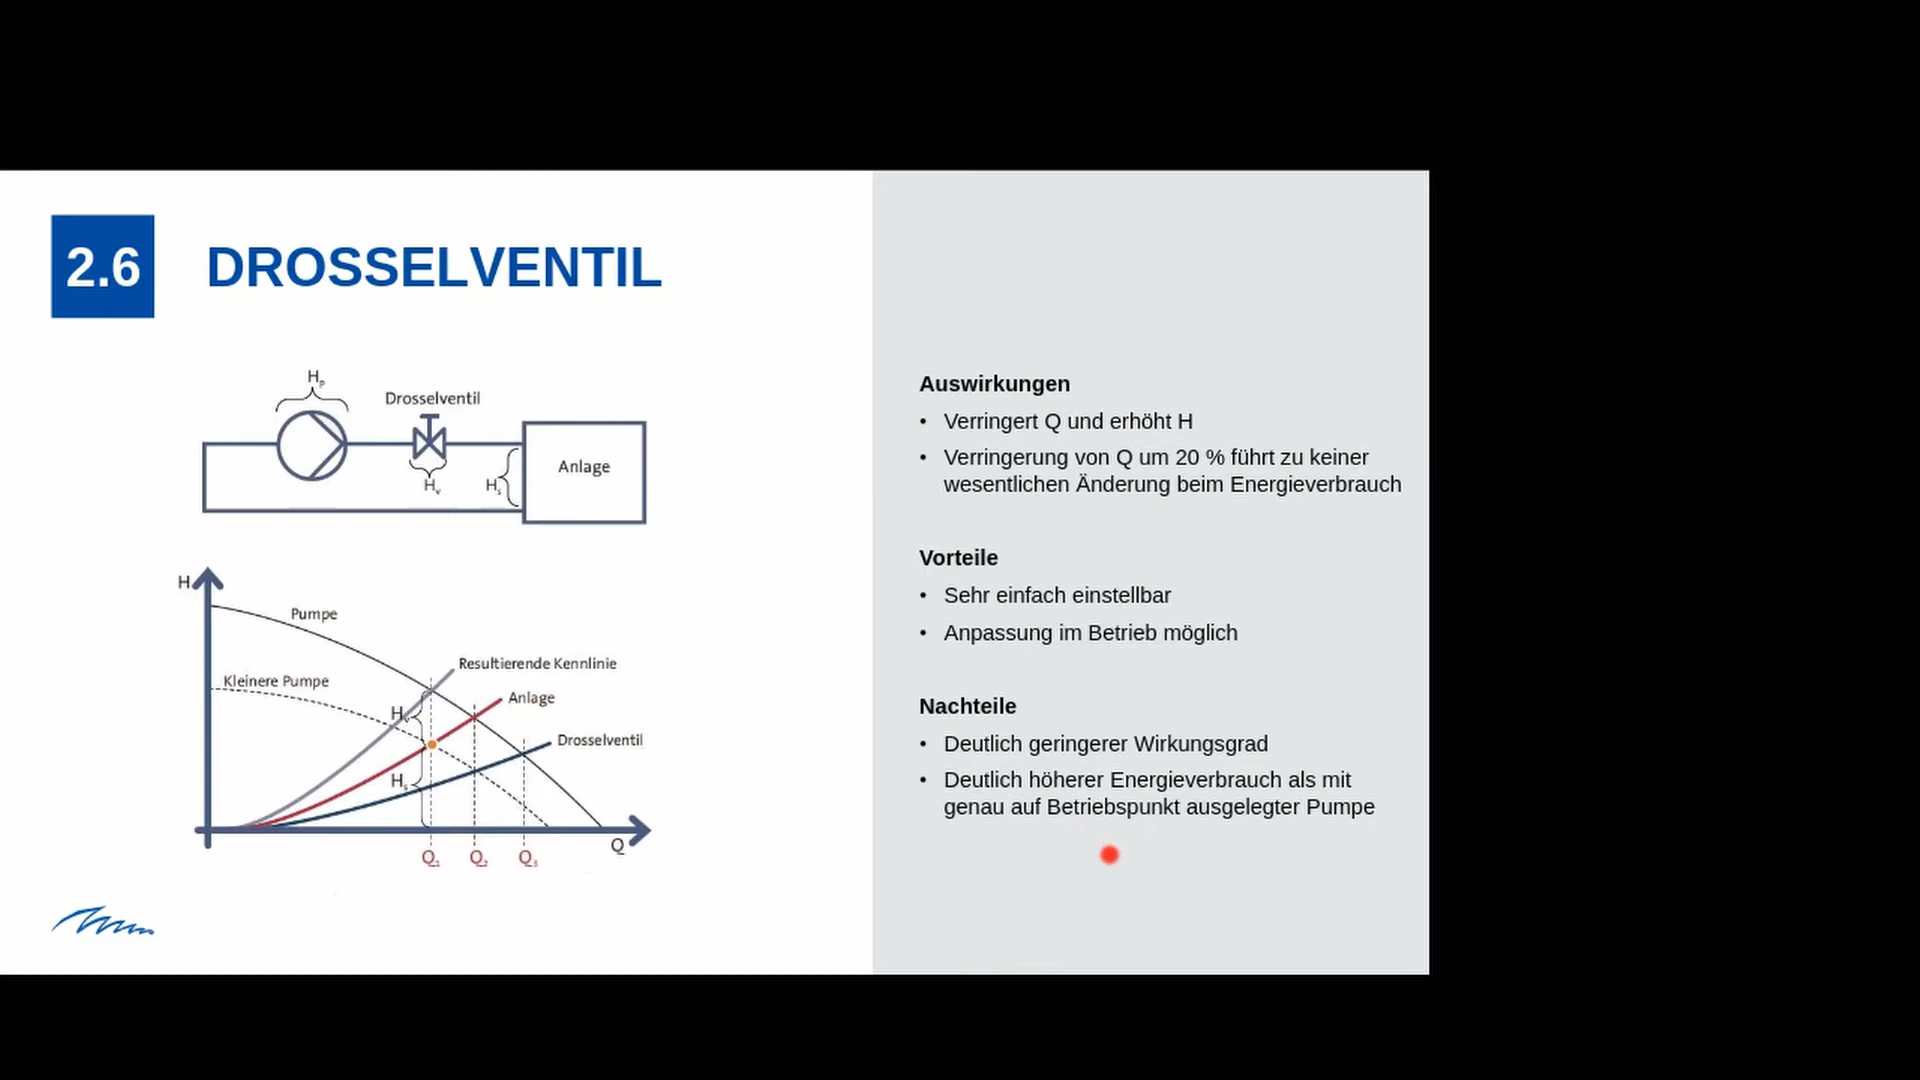 2.6 DROSSELVENTIL
Hp
Drosselventil
Anlage
Hv
Hs
H
Pumpe
Resultierende Kennlinie
Kleinere Pumpe
Anlage
Hv
Drosselventil
Hs
Q
Q1 Q2 Q3
Auswirkungen
• Verringert Q und erhöht H
• Verringerung von Q um 20 % führt zu keiner
wesentlichen Änderung beim Energieverbrauch
Vorteile
• Sehr einfach einstellbar
• Anpassung im Betrieb möglich
Nachteile
• Deutlich geringerer Wirkungsgrad
• Deutlich höherer Energieverbrauch als mit
genau auf Betriebspunkt ausgelegter Pumpe